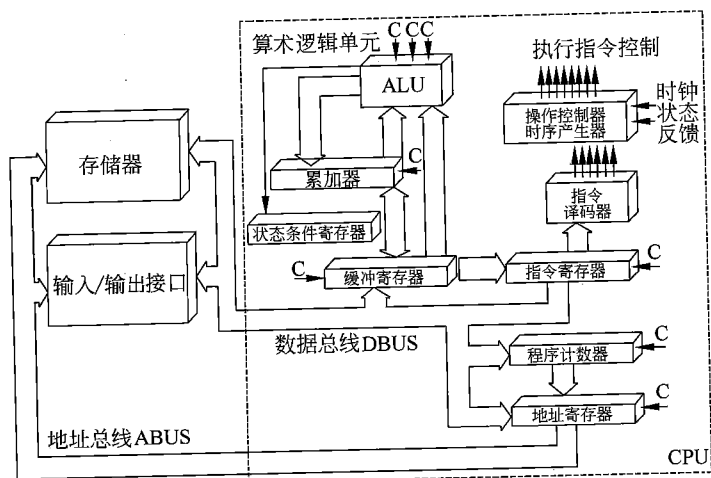 算术逻辑单元
C CC
执行指令控制
ALU
操作控制器
时序产生器
时钟
状态
反馈
存储器
累加器
C
指令
译码器
状态条件寄存器
输入/输出接口
C
缓冲寄存器
指令寄存器
C
数据总线DBUS
程序计数器
C
地址寄存器
C
地址总线ABUS
CPU